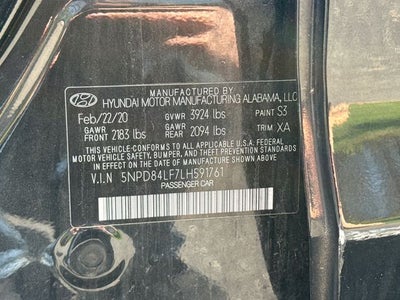 MANUFACTURED BY
HYUNDAI MOTOR MANUFACTURING ALABAMA, LLC
Feb/22/20 GVWR 3924 lbs PAINT S3
GAWR FRONT 2183 lbs GAWR REAR 2094 lbs TRIM XA
THIS VEHICLE CONFORMS TO ALL APPLICABLE U.S. FEDERAL
MOTOR VEHICLE SAFETY, BUMPER, AND THEFT PREVENTION STANDARDS
IN EFFECT ON THE DATE OF MANUFACTURE SHOWN ABOVE.
V.I.N 5NPD84LF7LH591761
PASSENGER CAR